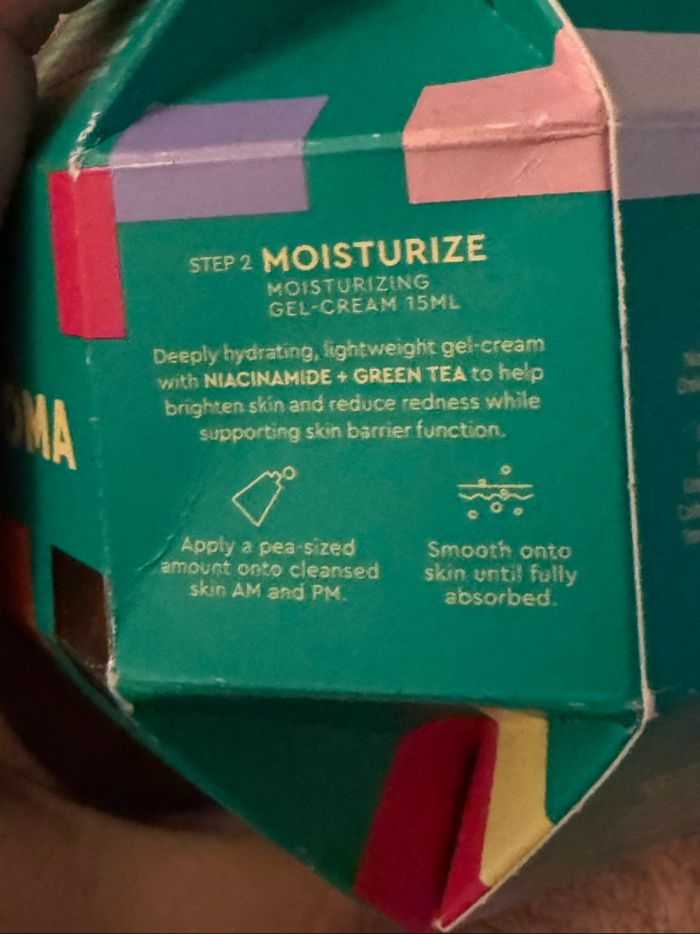 STEP 2 MOISTURIZE
MOISTURIZING
GEL-CREAM 15ML
Deeply hydrating, lightweight gel-cream
with NIACINAMIDE + GREEN TEA to help
brighten skin and reduce redness while
supporting skin barrier function.
Apply a pea-sized
amount onto cleansed
skin AM and PM.
Smooth onto
skin until fully
absorbed.